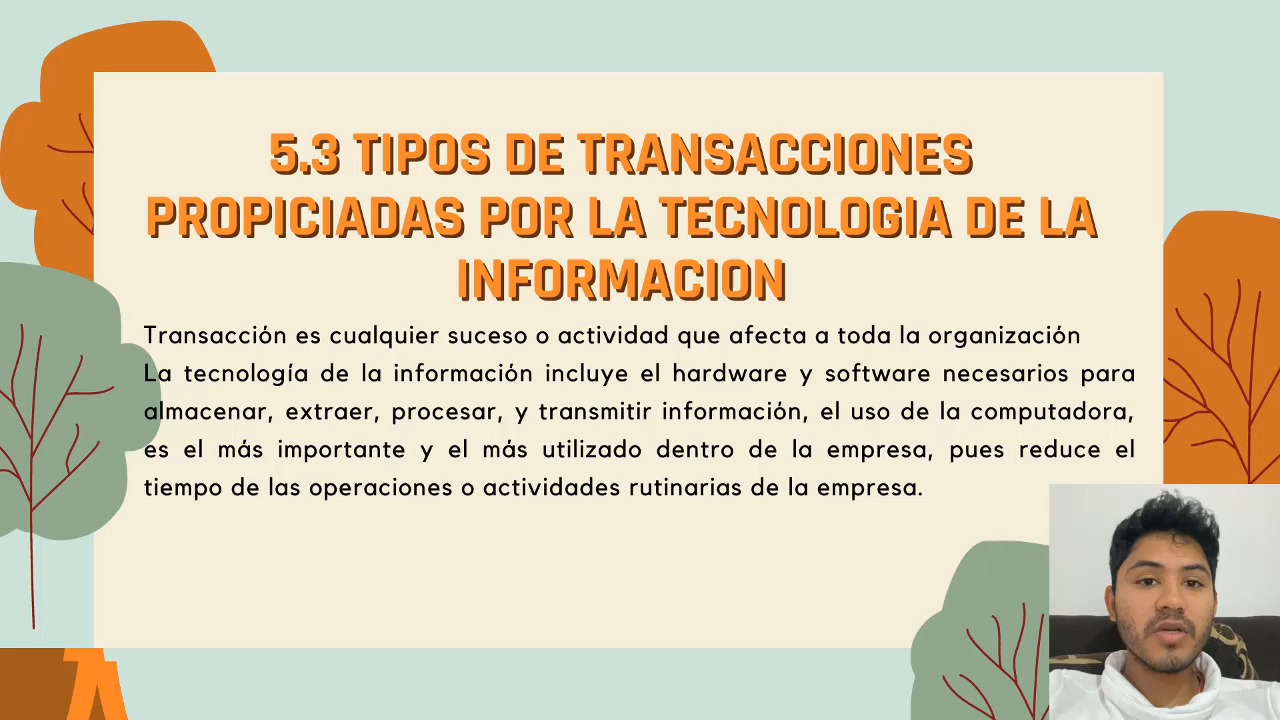 5.3 TIPOS DE TRANSACCIONES
PROPICIADAS POR LA TECNOLOGIA DE LA
INFORMACION
Transacción es cualquier suceso o actividad que afecta a toda la organización
La tecnología de la información incluye el hardware y software necesarios para
almacenar, extraer, procesar, y transmitir información, el uso de la computadora,
es el más importante y el más utilizado dentro de la empresa, pues reduce el
tiempo de las operaciones o actividades rutinarias de la empresa.